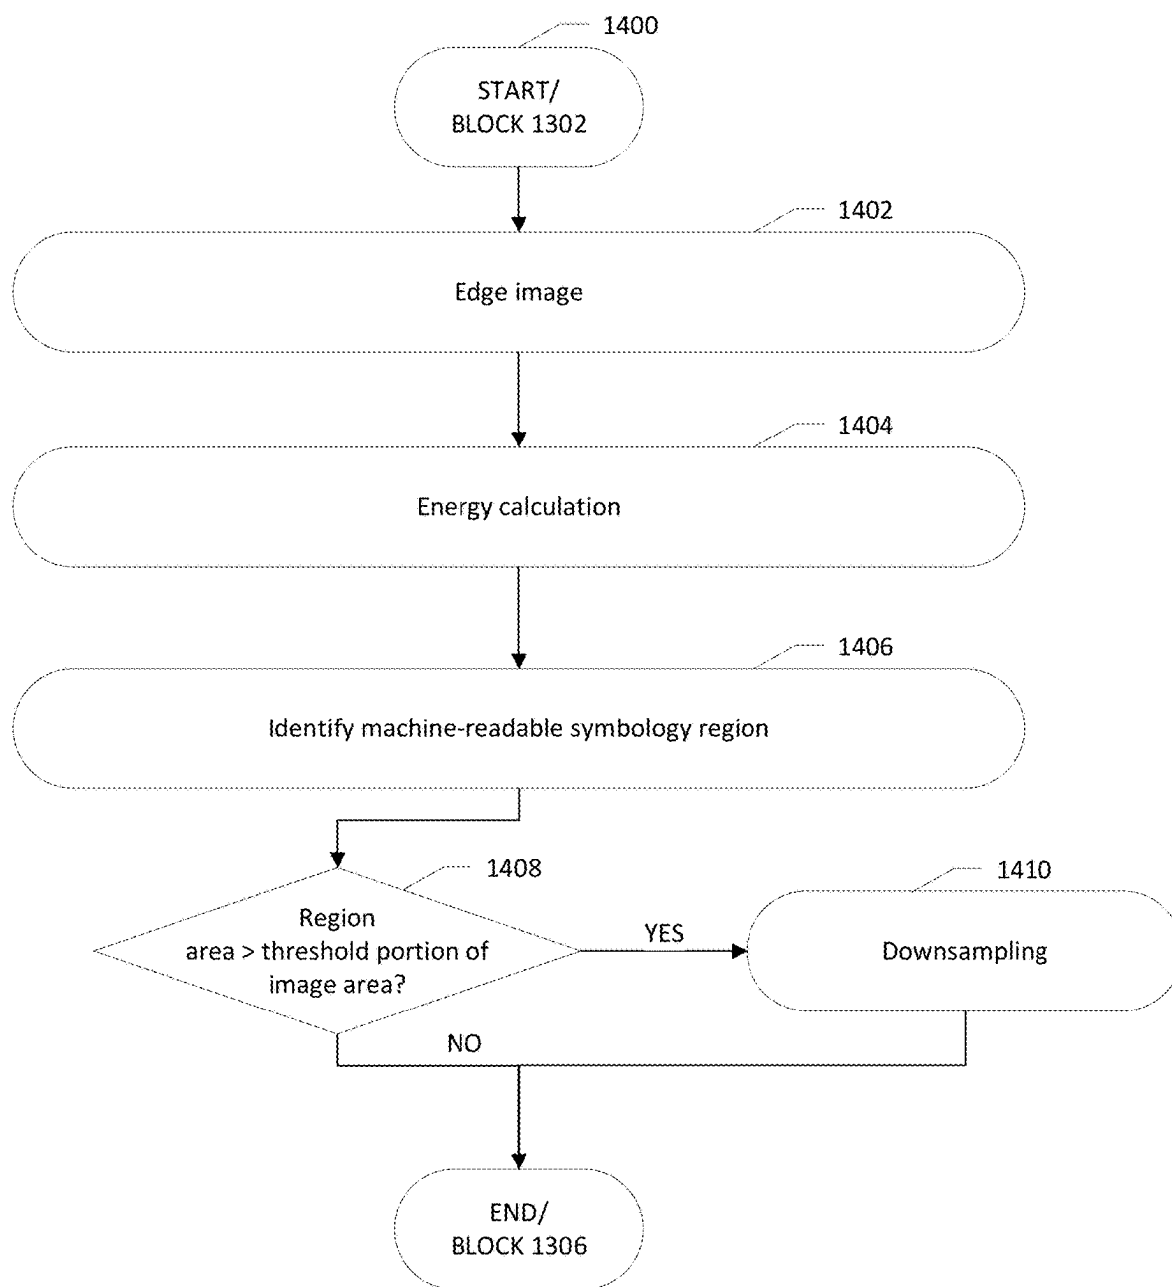 1400
START/
BLOCK 1302
1402
Edge image
1404
Energy calculation
1406
Identify machine-readable symbology region
1408
Region
area > threshold portion of
image area?
YES
1410
Downsampling
NO
END/
BLOCK 1306